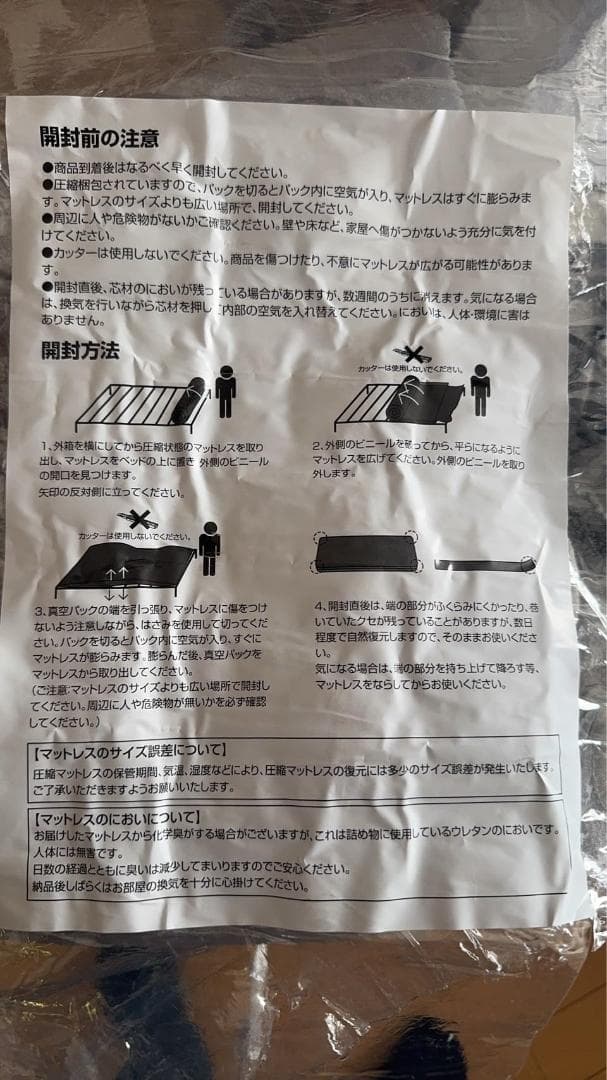 開封前の注意
●商品到着後はなるべく早く開封してください。
●圧縮梱包されていますので、パックを切るとパック内に空気が入り、マットレスはすぐに膨らみま
す。マットレスのサイズよりも広い場所で、開封してください。
●周辺に人や危険物がないかご確認ください。壁や床など、家屋へ傷がつかないよう充分に気を付
けてください。
●カッターは使用しないでください。商品を傷つけたり、不意にマットレスが広がる可能性がありま
す。
●開封直後、芯材のにおいが残っている場合がありますが、数週間のうちに消えます。気になる場合
は、換気を行いながら芯材を押し 内部の空気を入れ替えてください。においは、人体・環境に害は
ありません。
開封方法
カッターは使用しないでください。
1、外箱を横にしてから圧縮状態のマットレスを取り
出し、マットレスをベッドの上に置き 外側のビニール
の開口を見つけます。
矢印の反対側に立ってください。
2、外側のビニールを破ってから、平らになるように
マットレスを広げてください。外側のビニールを取り
外します。
カッターは使用しないでください。
3、真空パックの端を引っ張り、マットレスに傷をつけ
ないよう注意しながら、はさみを使用して切ってくだ
さい。パックを切るとパック内に空気が入り、すぐに
マットレスが膨らみます。膨らんだ後、真空パックを
マットレスから取り出してください。
(ご注意:マットレスのサイズよりも広い場所で開封し
てください。周辺に人や危険物が無いかを必ず確認
してください。)
4、開封直後は、端の部分がふくらみにくかったり、巻
いていたクセが残っていることがありますが、数日
程度で自然復元しますので、そのままお使いくださ
い。
気になる場合は、端の部分を持ち上げて降ろす等、
マットレスをならしてからお使いください。
【マットレスのサイズ誤差について】
圧縮マットレスの保管期間、気温、湿度などにより、圧縮マットレスの復元には多少のサイズ誤差が発生いたします。
ご了承いただきますようお願いいたします。
【マットレスのにおいについて】
お届けしたマットレスから化学臭がする場合がございますが、これは詰め物に使用しているウレタンのにおいです。
人体には無害です。
日数の経過とともに臭いは減少してまいりますのでご安心ください。
納品後しばらくはお部屋の換気を十分に心掛けてください。